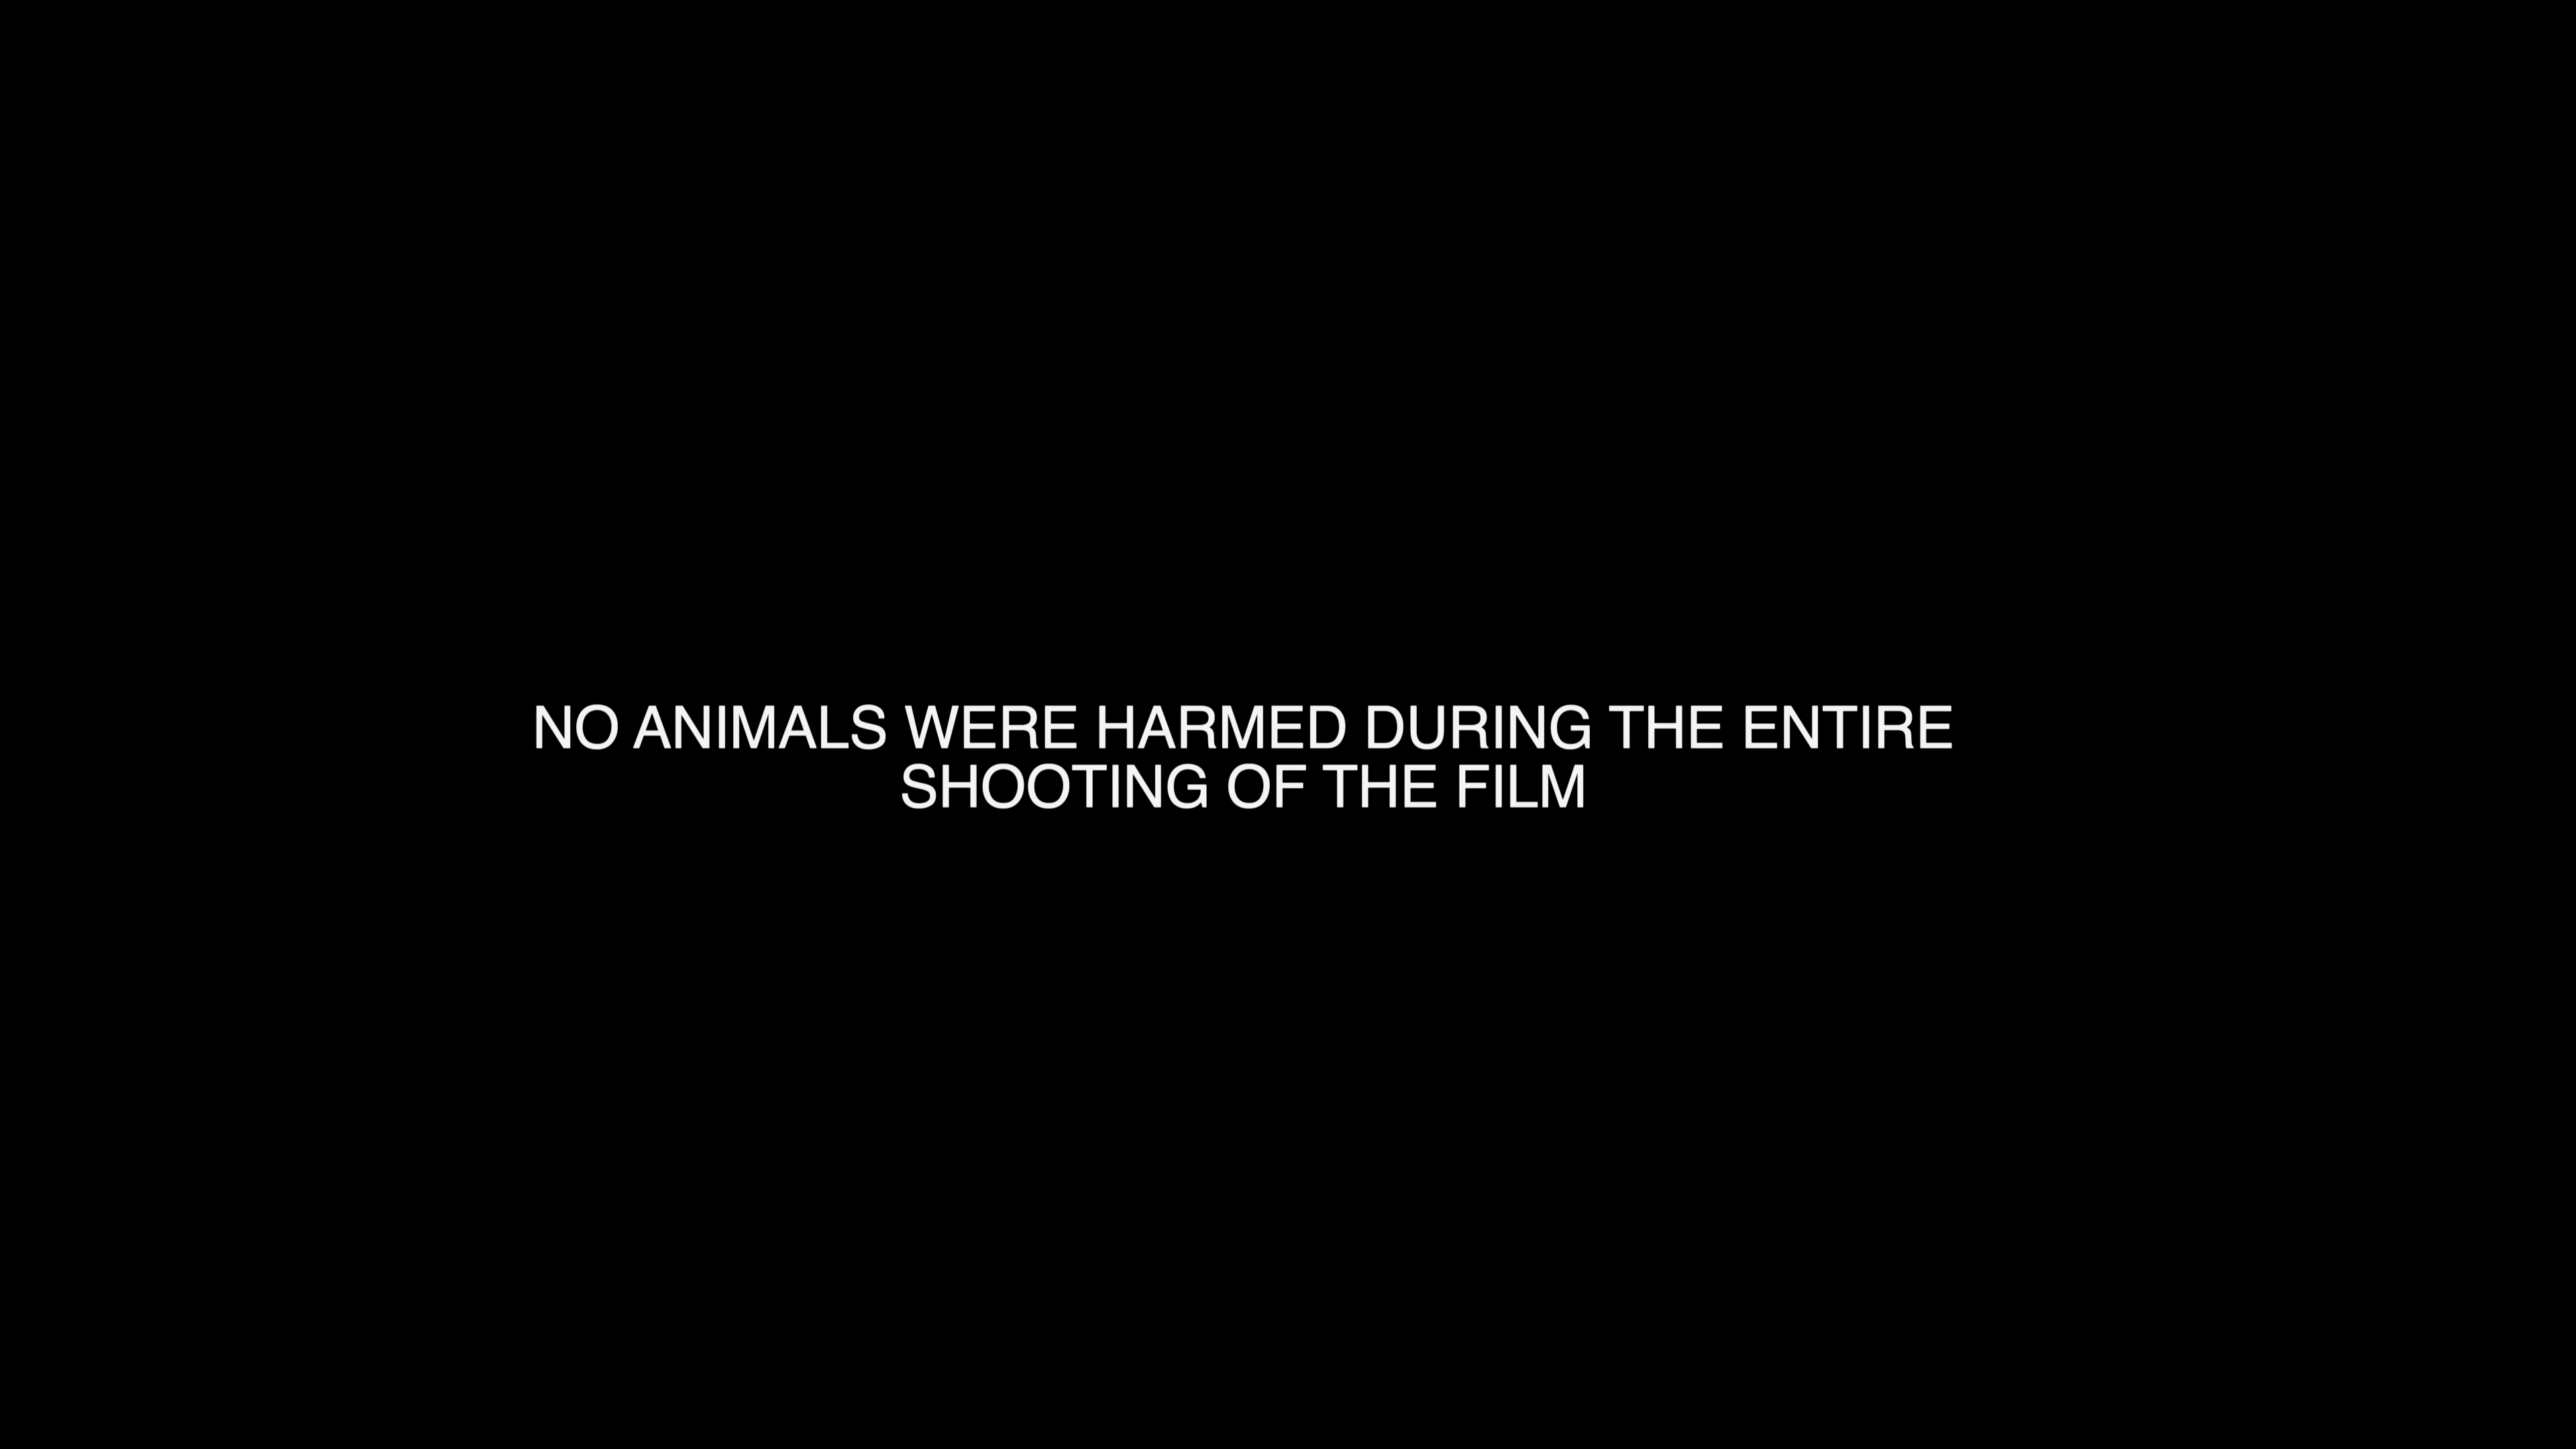 NO ANIMALS WERE HARMED DURING THE ENTIRE
SHOOTING OF THE FILM